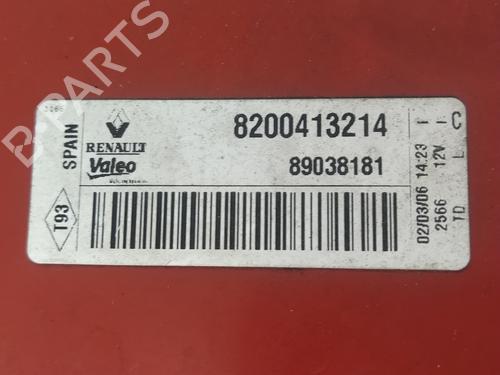 B-PARTS
SPAIN
T93
RENAULT
Valeo
8200413214
89038181
02/03/06 14:23
2566 12V
TD L C